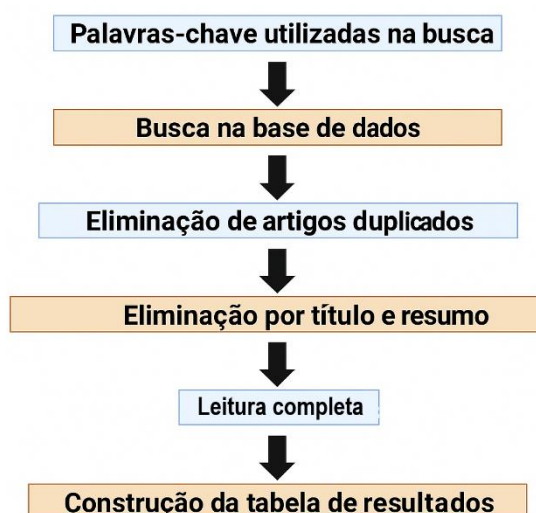 Palavras-chave utilizadas na busca
Busca na base de dados
Eliminação de artigos duplicados
Eliminação por título e resumo
Leitura completa
Construção da tabela de resultados